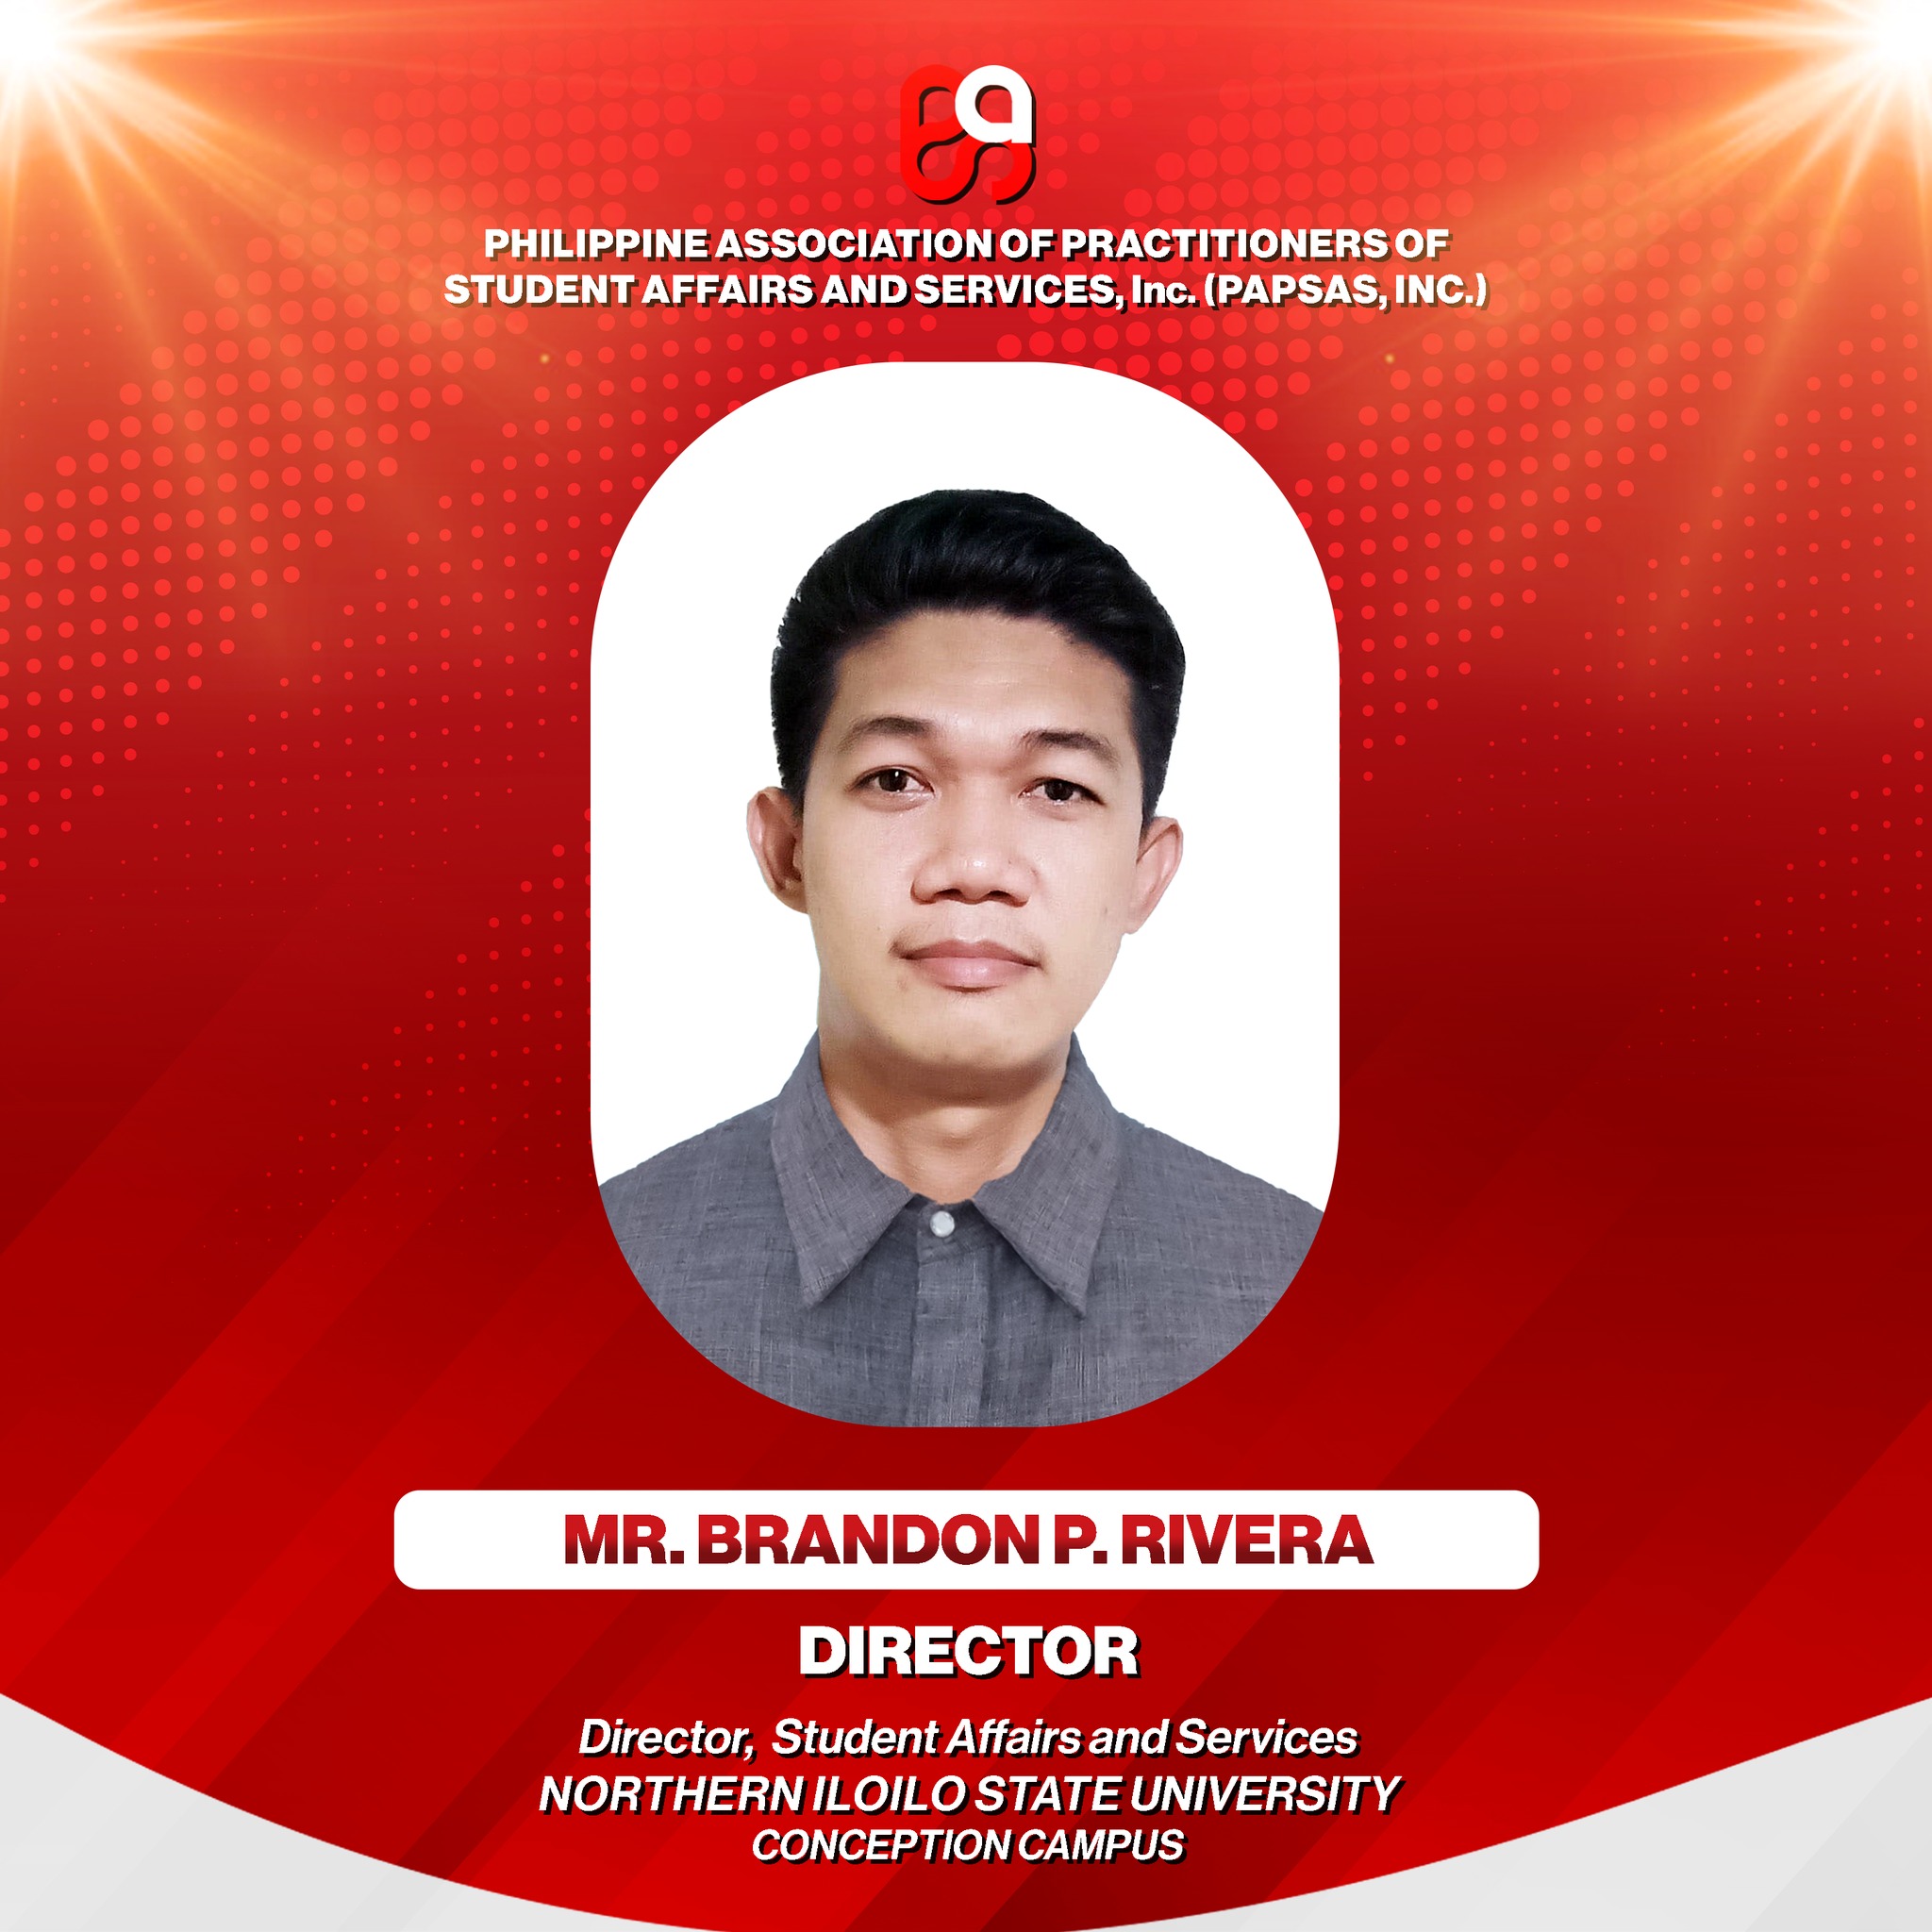 PHILIPPINE ASSOCIATION OF PRACTITIONERS OF
STUDENT AFFAIRS AND SERVICES, Inc. (PAPSAS, INC.)
MR. BRANDON P. RIVERA
DIRECTOR
Director, Student Affairs and Services
NORTHERN ILOILO STATE UNIVERSITY
CONCEPTION CAMPUS